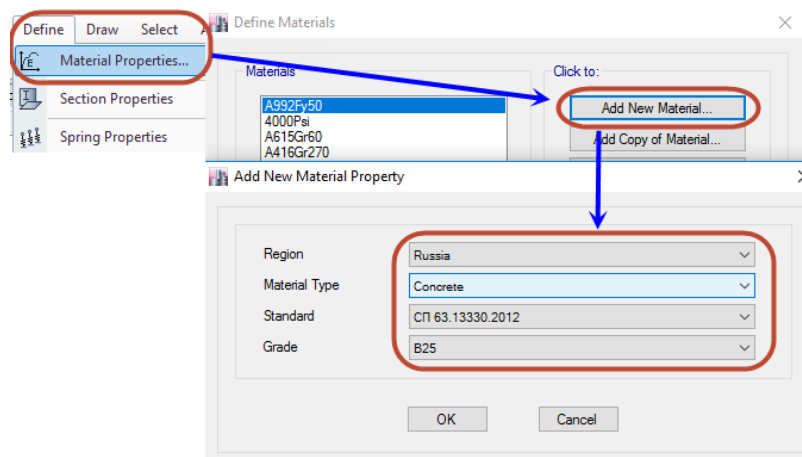 Define Draw Select
Material Properties...
Section Properties
Spring Properties
Define Materials
Materials
A992Fy50
4000Psi
A615Gr60
A416Gr270
Click to:
Add New Material...
Add Copy of Material...
Add New Material Property
Region Russia
Material Type Concrete
Standard СП 63.13330.2012
Grade B25
OK Cancel